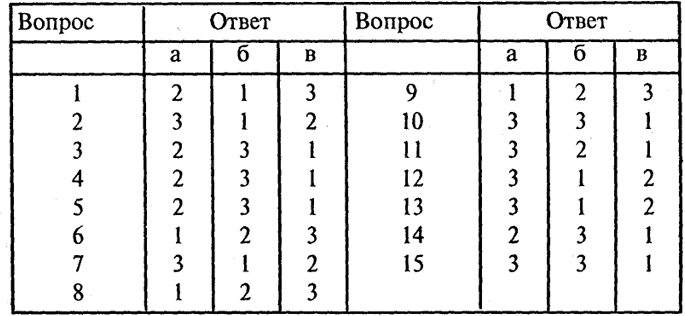 Вопрос Ответ Вопрос Ответ
а б в а б в
1 2 1 3 9 1 2 3
2 3 1 2 10 3 3 1
3 2 3 1 11 3 2 1
4 2 3 1 12 3 1 2
5 2 3 1 13 3 1 2
6 1 2 3 14 2 3 1
7 3 1 2 15 3 3 1
8 1 2 3